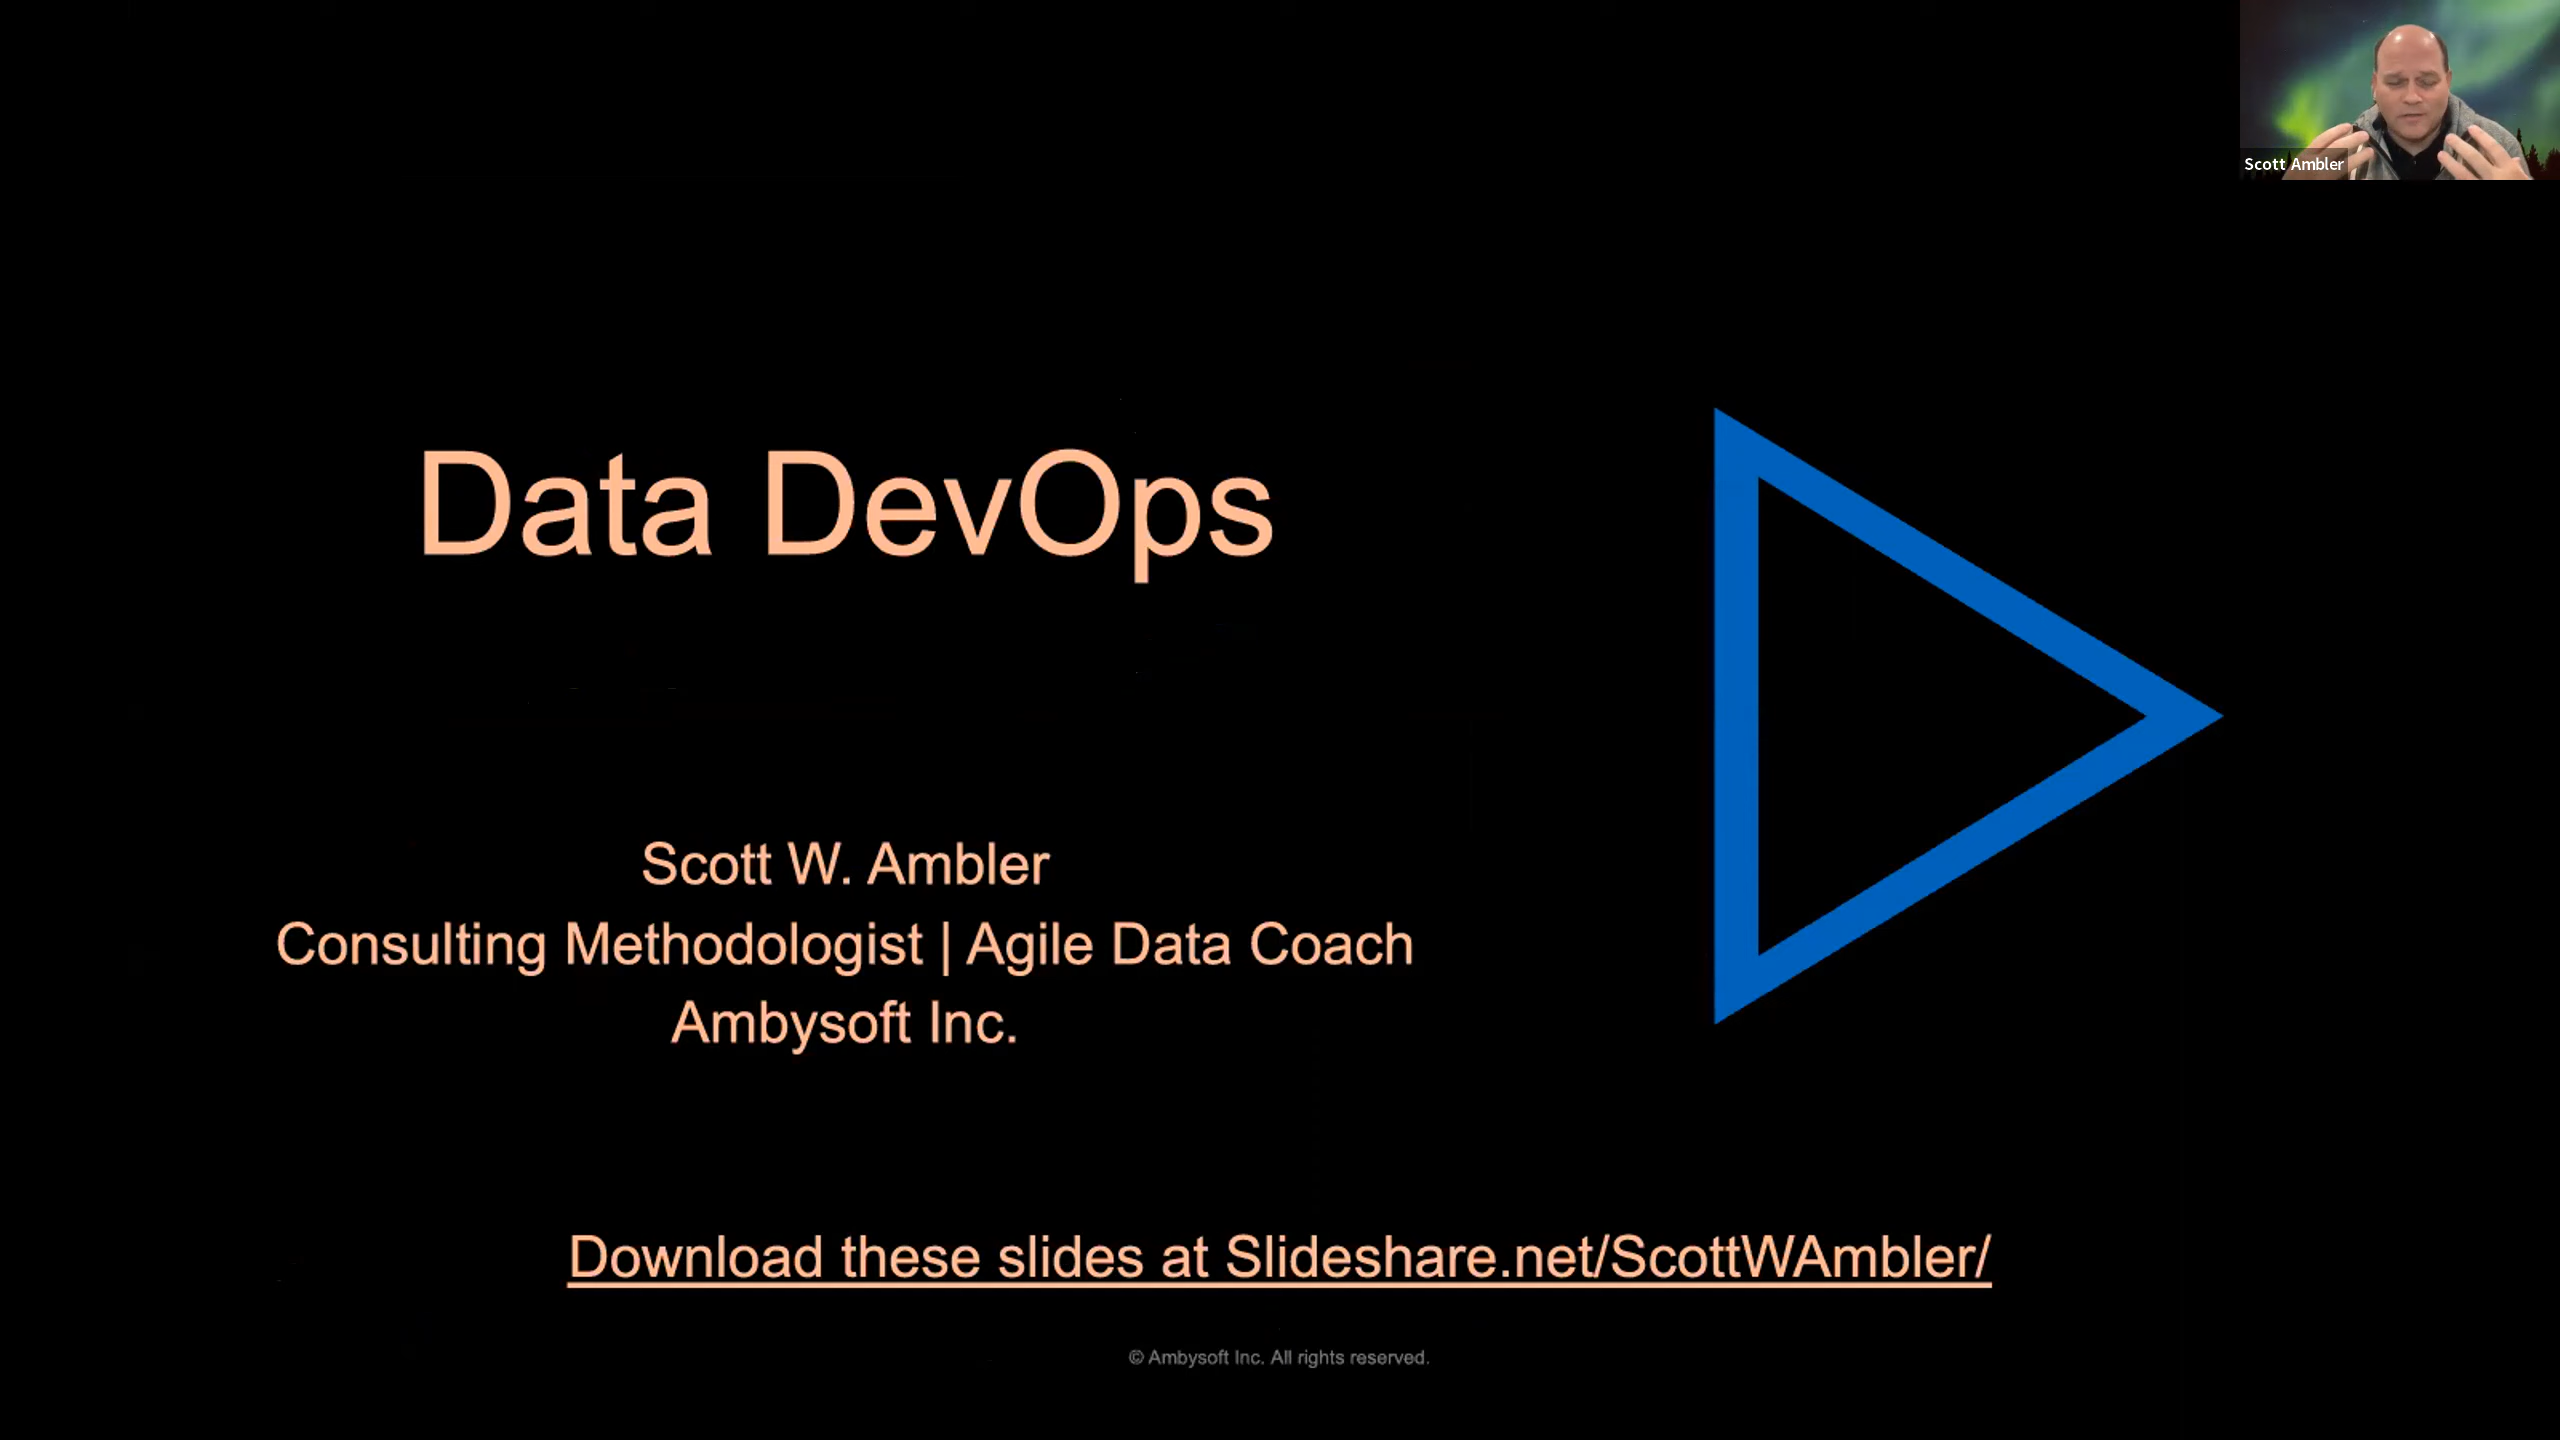 Scott Ambler
Data DevOps
Scott W. Ambler
Consulting Methodologist | Agile Data Coach
Ambysoft Inc.
Download these slides at Slideshare.net/ScottWAmbler/
© Ambysoft Inc. All rights reserved.